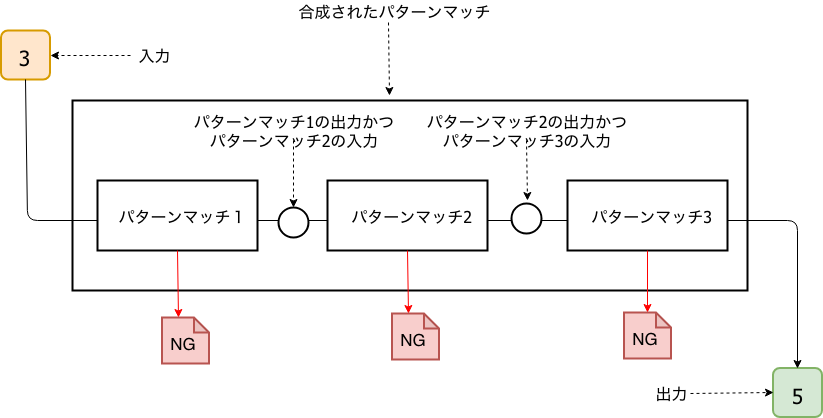 合成されたパターンマッチ
3
入力
パターンマッチ1の出力かつ
パターンマッチ2の入力
パターンマッチ2の出力かつ
パターンマッチ3の入力
パターンマッチ1
パターンマッチ2
パターンマッチ3
NG
NG
NG
出力
5